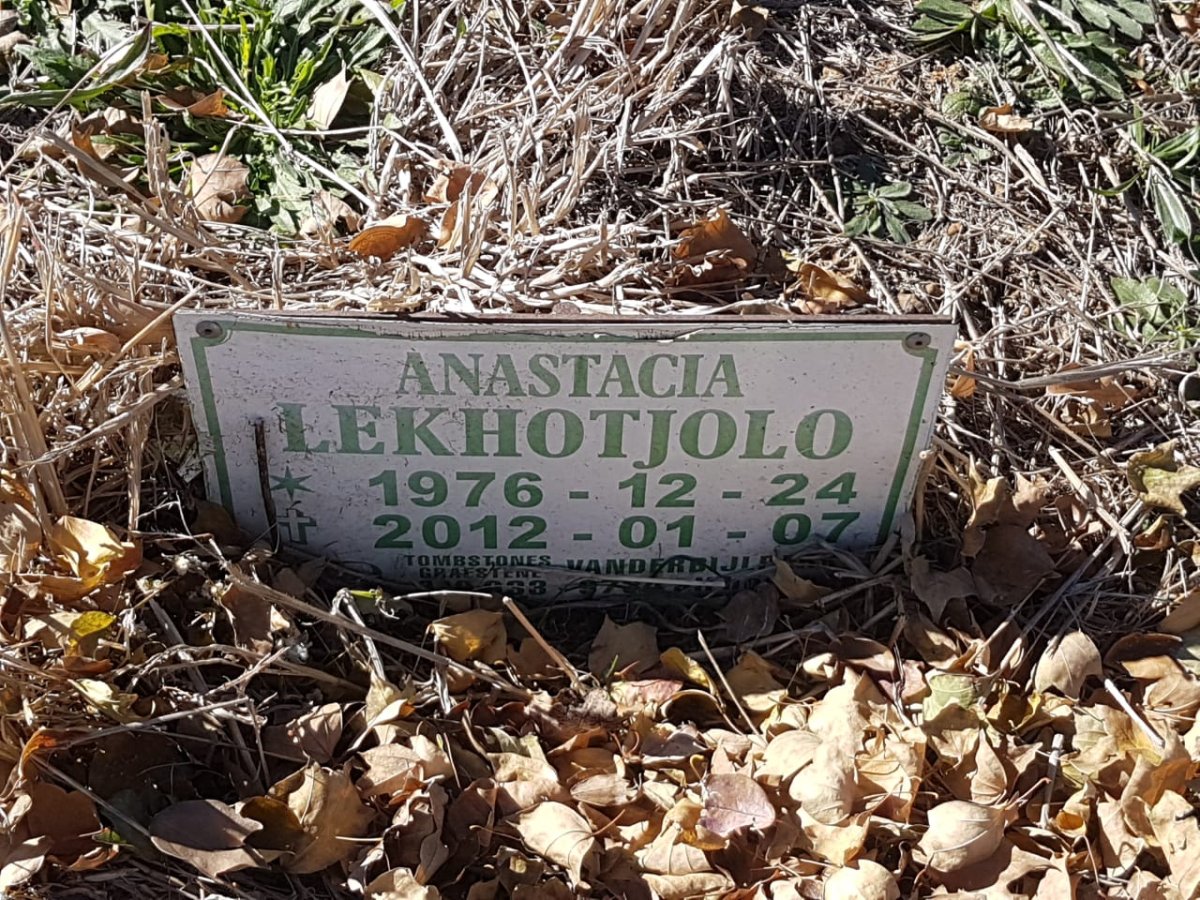 ANASTACIA
LEKHOTJOLO
1976 - 12 - 24
2012 - 01 - 07
TOMBSTONES
GRAFSTENE